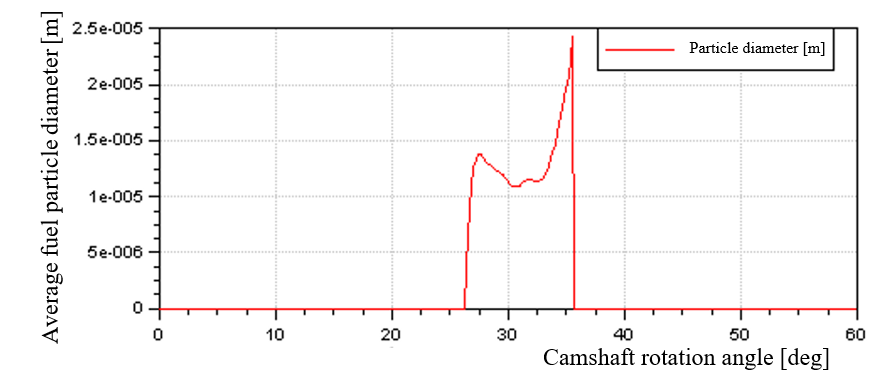 Average fuel particle diameter [m]
2.5e-005
2e-005
1.5e-005
1e-005
5e-006
0
Particle diameter [m]
0 10 20 30 40 50 60
Camshaft rotation angle [deg]